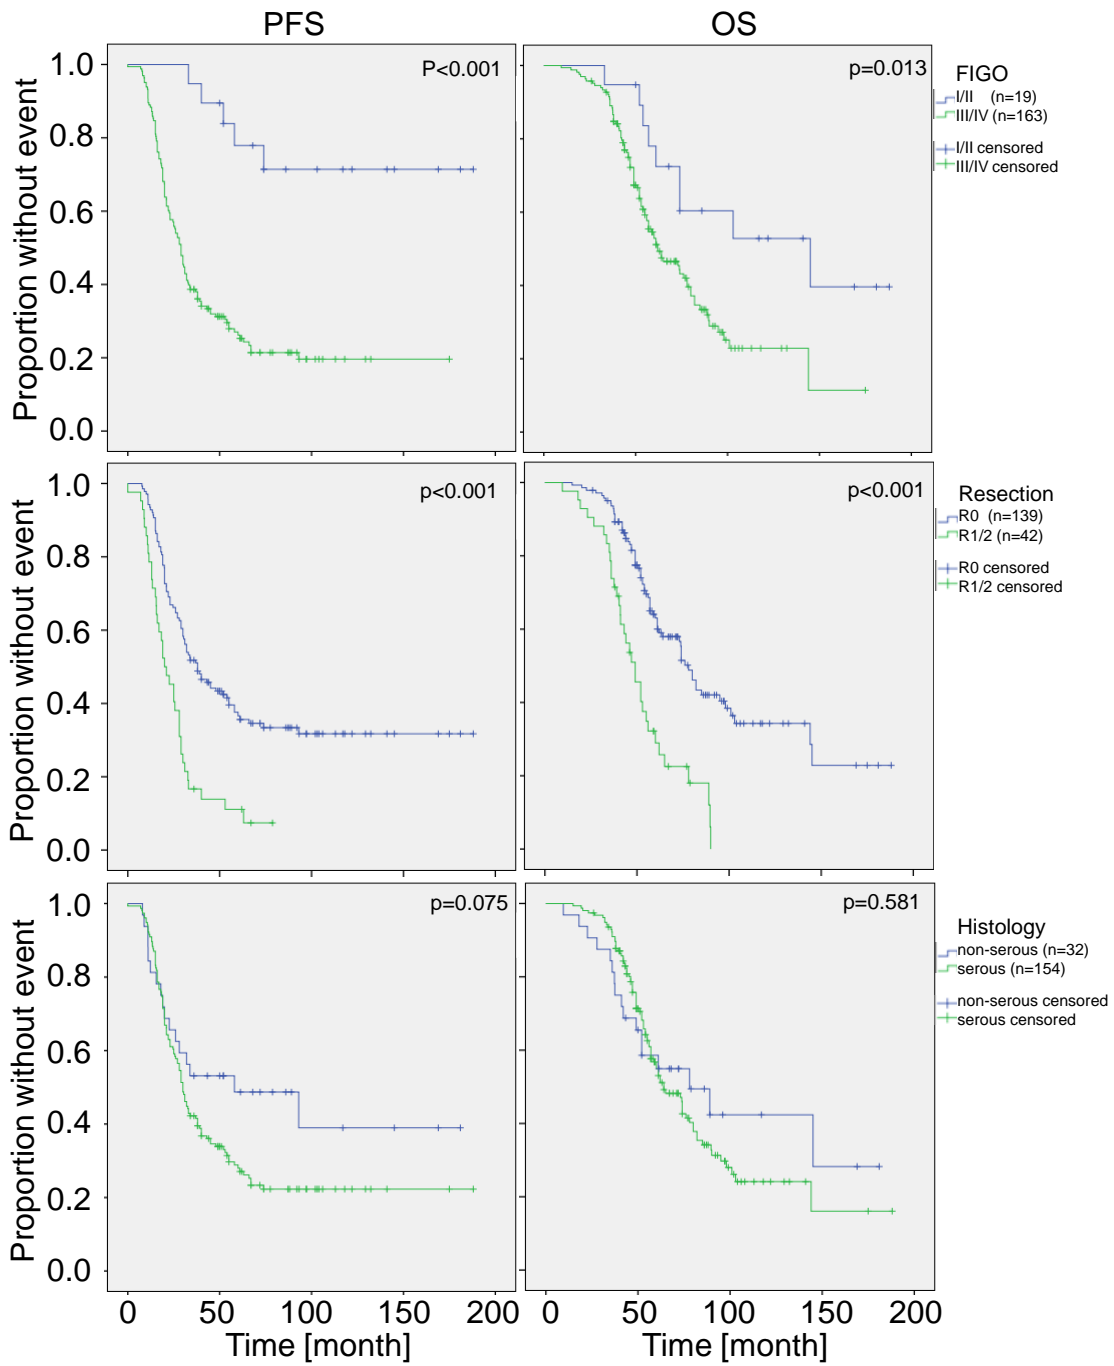 PFS
OS
Proportion without event
1.0
0.8
0.6
0.4
0.2
0.0
P<0.001
p=0.013
FIGO
I/II (n=19)
III/IV (n=163)
I/II censored
III/IV censored
Proportion without event
1.0
0.8
0.6
0.4
0.2
0.0
p<0.001
p<0.001
Resection
R0 (n=139)
R1/2 (n=42)
R0 censored
R1/2 censored
Proportion without event
1.0
0.8
0.6
0.4
0.2
0.0
p=0.075
p=0.581
Histology
non-serous (n=32)
serous (n=154)
non-serous censored
serous censored
0 50 100 150 200
0 50 100 150 200
Time [month]
Time [month]